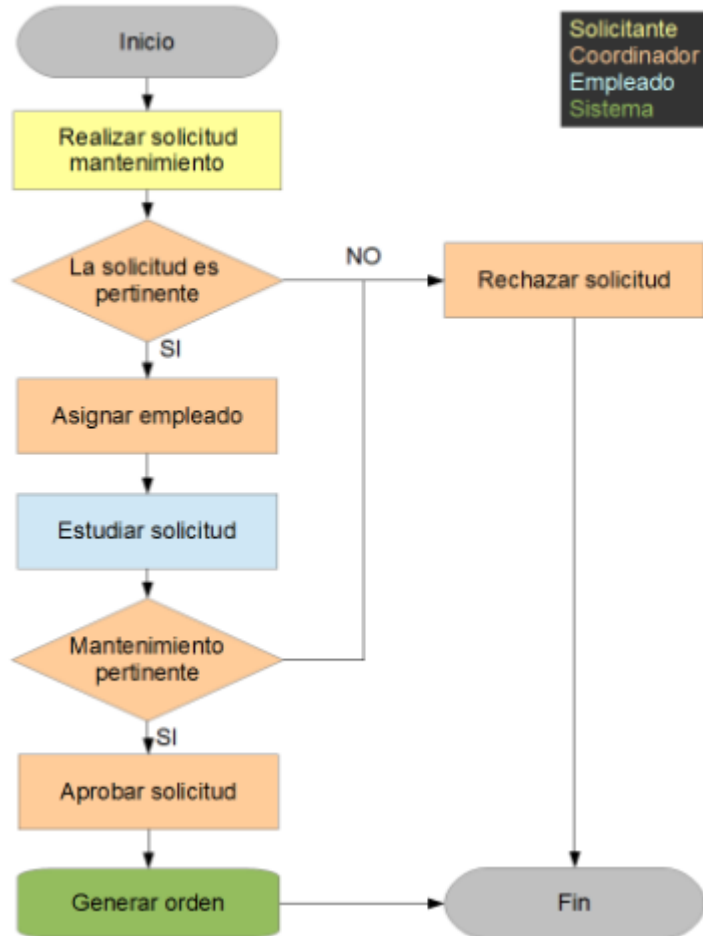 Inicio
Solicitante
Coordinador
Empleado
Sistema
Realizar solicitud
mantenimiento
La solicitud es
pertinente
NO
Rechazar solicitud
SI
Asignar empleado
Estudiar solicitud
Mantenimiento
pertinente
SI
Aprobar solicitud
Generar orden
Fin